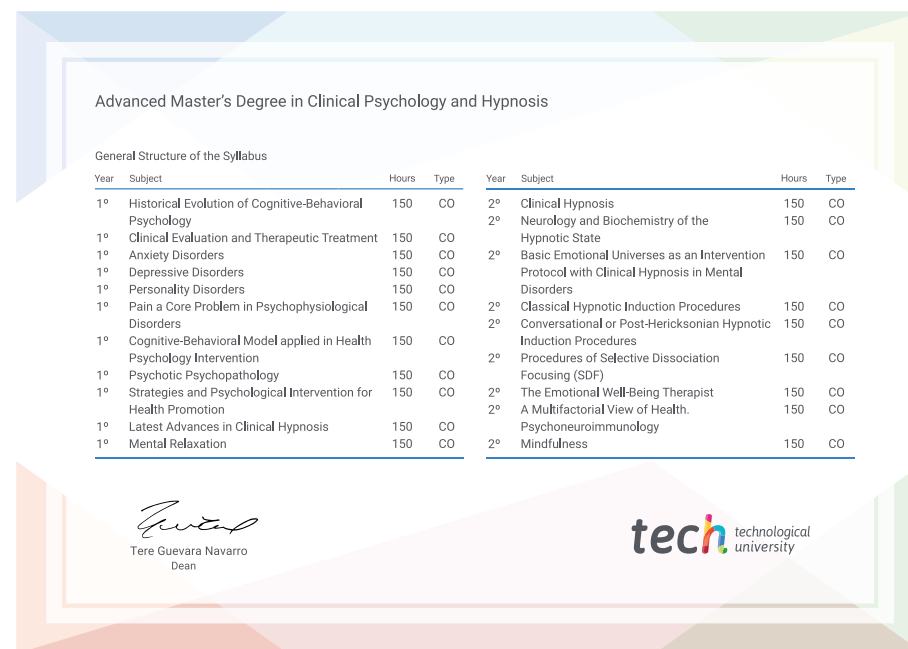 Advanced Master's Degree in Clinical Psychology and Hypnosis
General Structure of the Syllabus
Year Subject Hours Type
1º Historical Evolution of Cognitive-Behavioral 150 CO
Psychology
1º Clinical Evaluation and Therapeutic Treatment 150 CO
1º Anxiety Disorders 150 CO
1º Depressive Disorders 150 CO
1º Personality Disorders 150 CO
1º Pain a Core Problem in Psychophysiological 150 CO
Disorders
1º Cognitive-Behavioral Model applied in Health 150 CO
Psychology Intervention
1º Psychotic Psychopathology 150 CO
1º Strategies and Psychological Intervention for 150 CO
Health Promotion
1º Latest Advances in Clinical Hypnosis 150 CO
1º Mental Relaxation 150 CO
Year Subject Hours Type
2º Clinical Hypnosis 150 CO
2º Neurology and Biochemistry of the 150 CO
Hypnotic State
2º Basic Emotional Universes as an Intervention 150 CO
Protocol with Clinical Hypnosis in Mental
Disorders
2º Classical Hypnotic Induction Procedures 150 CO
2º Conversational or Post-Hericksonian Hypnotic 150 CO
Induction Procedures
2º Procedures of Selective Dissociation 150 CO
Focusing (SDF)
2º The Emotional Well-Being Therapist 150 CO
2º A Multifactorial View of Health. 150 CO
Psychoneuroimmunology
2º Mindfulness 150 CO
Tere Guevara Navarro
Dean
tech technological
university